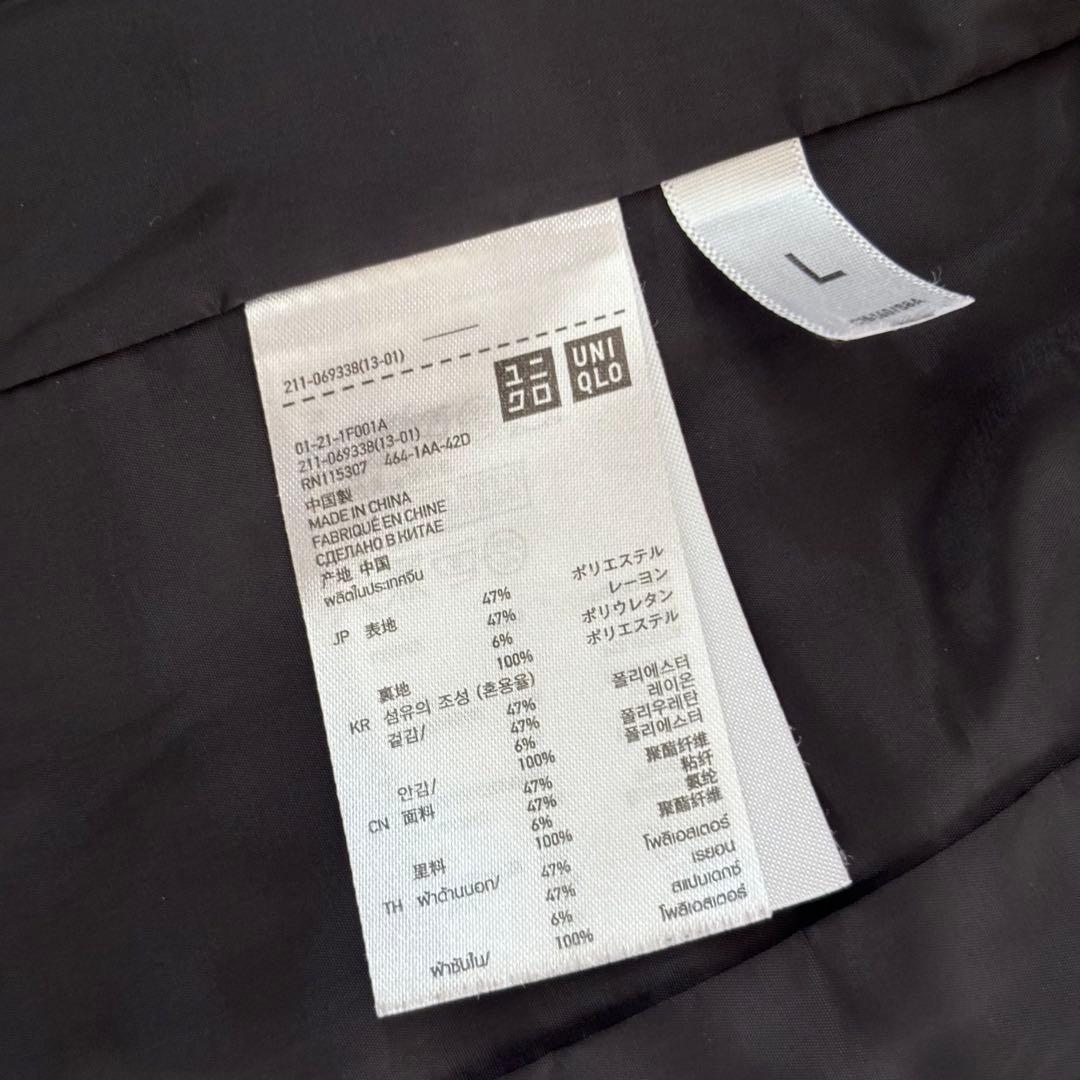 L
211-069338(13-01)
ユニクロ
UNI
QLO
01-21-1F001A
211-069338(13-01)
RN115307 464-1AA-42D
中国製
MADE IN CHINA
FABRIQUÉ EN CHINE
СДЕЛАНО В КИТАЕ
产地 中国
ผลิตในประเทศจีน
JP 表地 47% ポリエステル
47% レーヨン
6% ポリウレタン
裏地 100% ポリエステル
KR 섬유의 조성 (혼용율)
겉감/ 47% 폴리에스터
47% 레이온
6% 폴리우레탄
안감/ 100% 폴리에스터
CN 面料 47% 聚酯纤维
47% 粘纤
6% 氨纶
里料 100% 聚酯纤维
TH ผ้าด้านนอก/ 47% โพลีเอสเตอร์
47% เรยอน
6% สแปนเดกซ์
ผ้าซับใน/ 100% โพลีเอสเตอร์